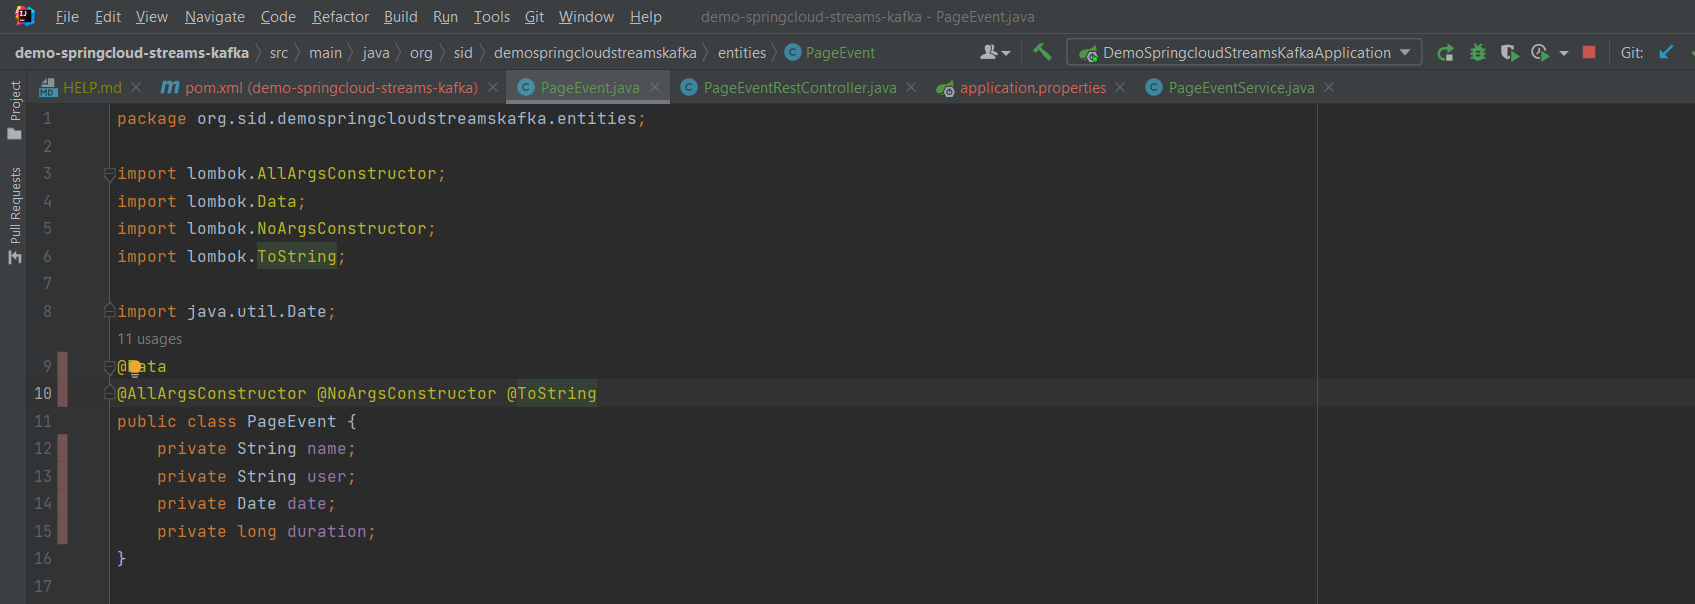 File Edit View Navigate Code Refactor Build Run Tools Git Window Help demo-springcloud-streams-kafka - PageEvent.java
demo-springcloud-streams-kafka src main java org sid demospringcloudstreamskafka entities C PageEvent DemoSpringcloudStreamsKafkaApplication Git:
Project
Pull Requests
MD HELP.md m pom.xml (demo-springcloud-streams-kafka) C PageEvent.java C PageEventRestController.java application.properties C PageEventService.java
1 package org.sid.demospringcloudstreamskafka.entities;
2
3 import lombok.AllArgsConstructor;
4 import lombok.Data;
5 import lombok.NoArgsConstructor;
6 import lombok.ToString;
7
8 import java.util.Date;
11 usages
9 @Data
10 @AllArgsConstructor @NoArgsConstructor @ToString
11 public class PageEvent {
12 private String name;
13 private String user;
14 private Date date;
15 private long duration;
16 }
17